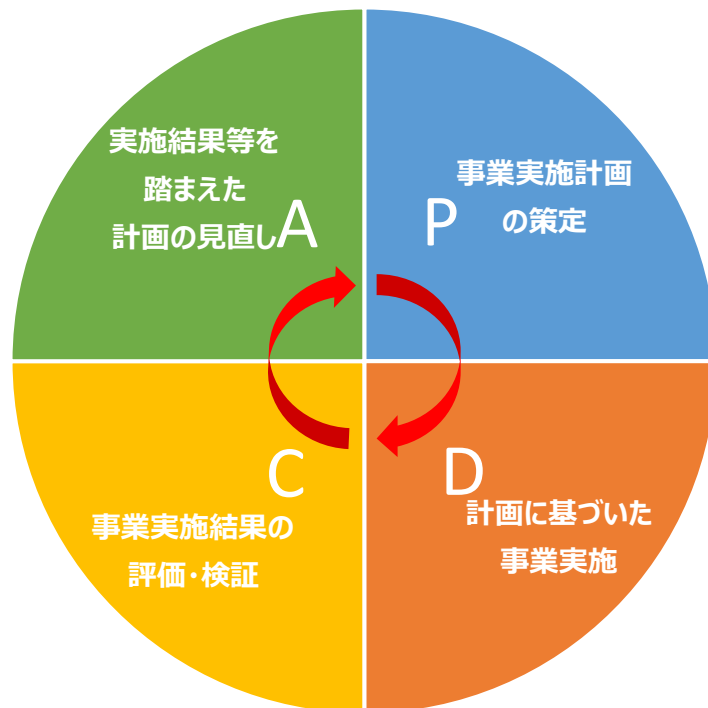 実施結果等を
踏まえた
計画の見直し
A
P
事業実施計画
の策定
C
事業実施結果の
評価・検証
D
計画に基づいた
事業実施